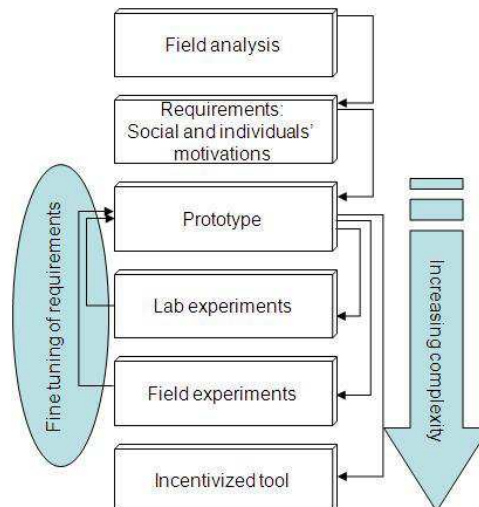 Field analysis
Requirements:
Social and individuals'
motivations
Prototype
Lab experiments
Field experiments
Incentivized tool
Fine tuning of requirements
Increasing complexity